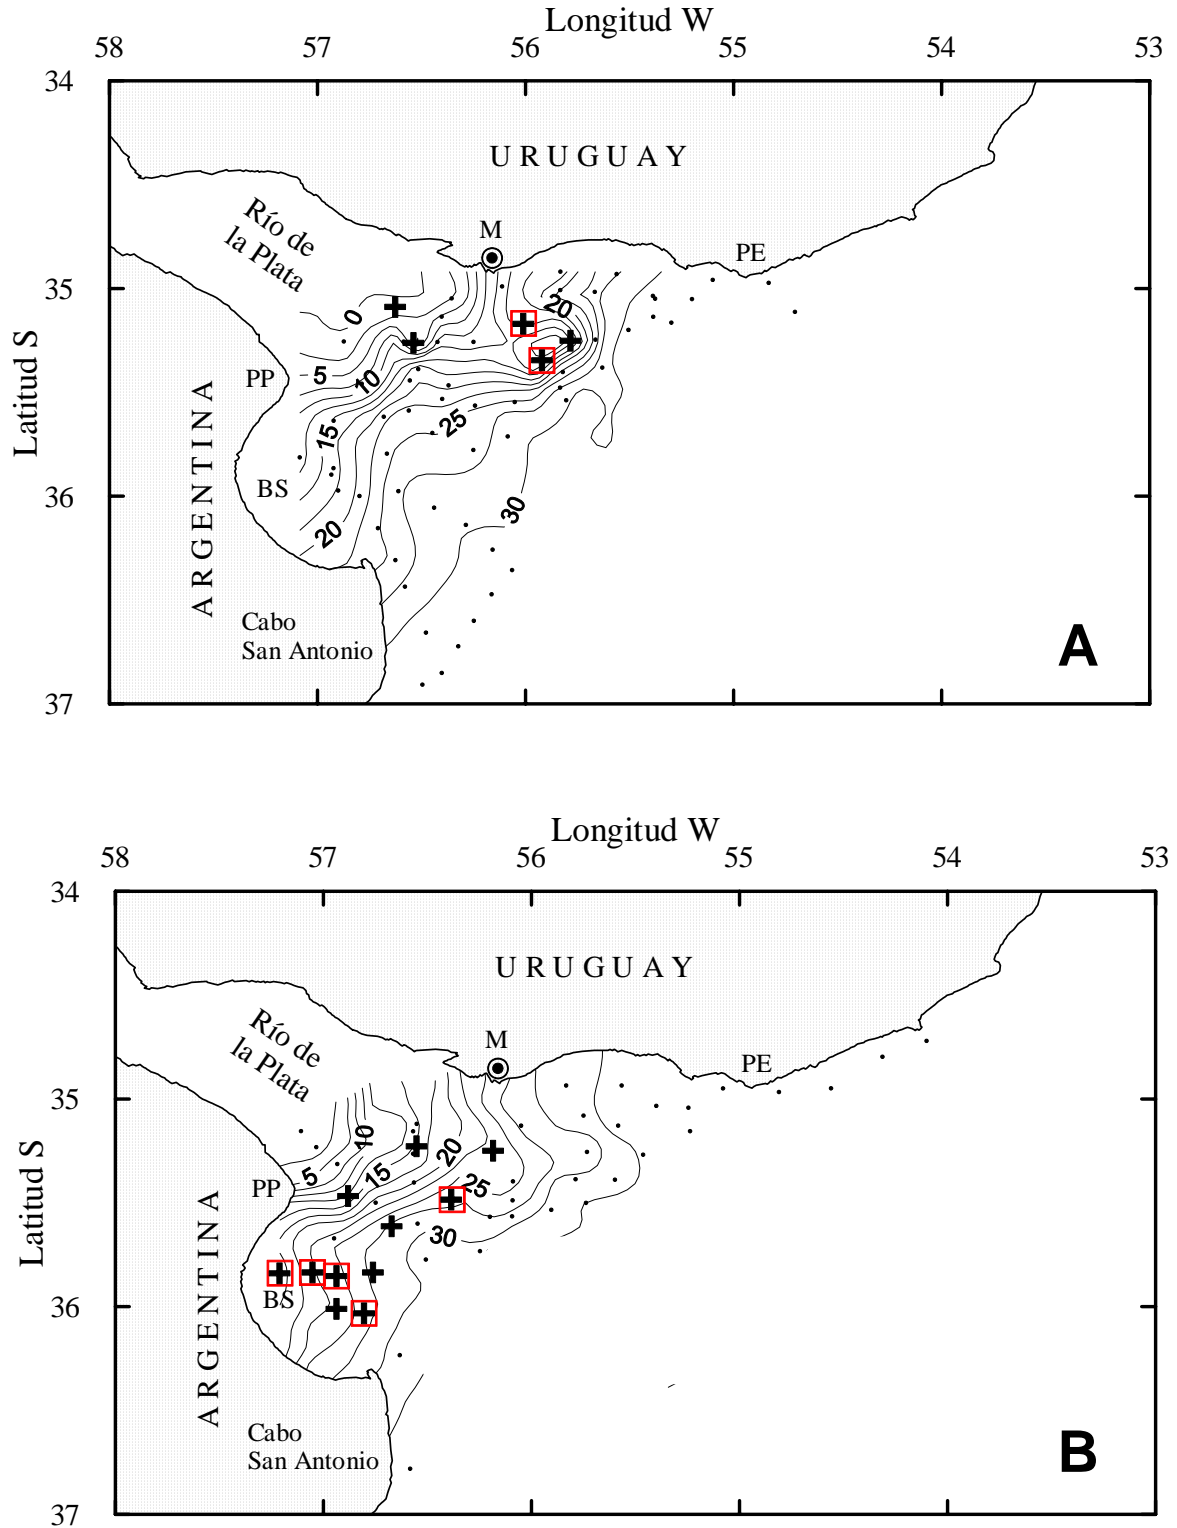 Longitud W
58 57 56 55 54 53
34
URUGUAY
Río de
la Plata
M
PE
35
0
20
Latitud S
PP
5
10
ARGENTINA
15
25
BS
36
30
20
Cabo
San Antonio
A
37
Longitud W
58 57 56 55 54 53
34
URUGUAY
Río de
la Plata
M
PE
35
10
20
Latitud S
5
15
PP
25
30
ARGENTINA
BS
36
Cabo
San Antonio
B
37